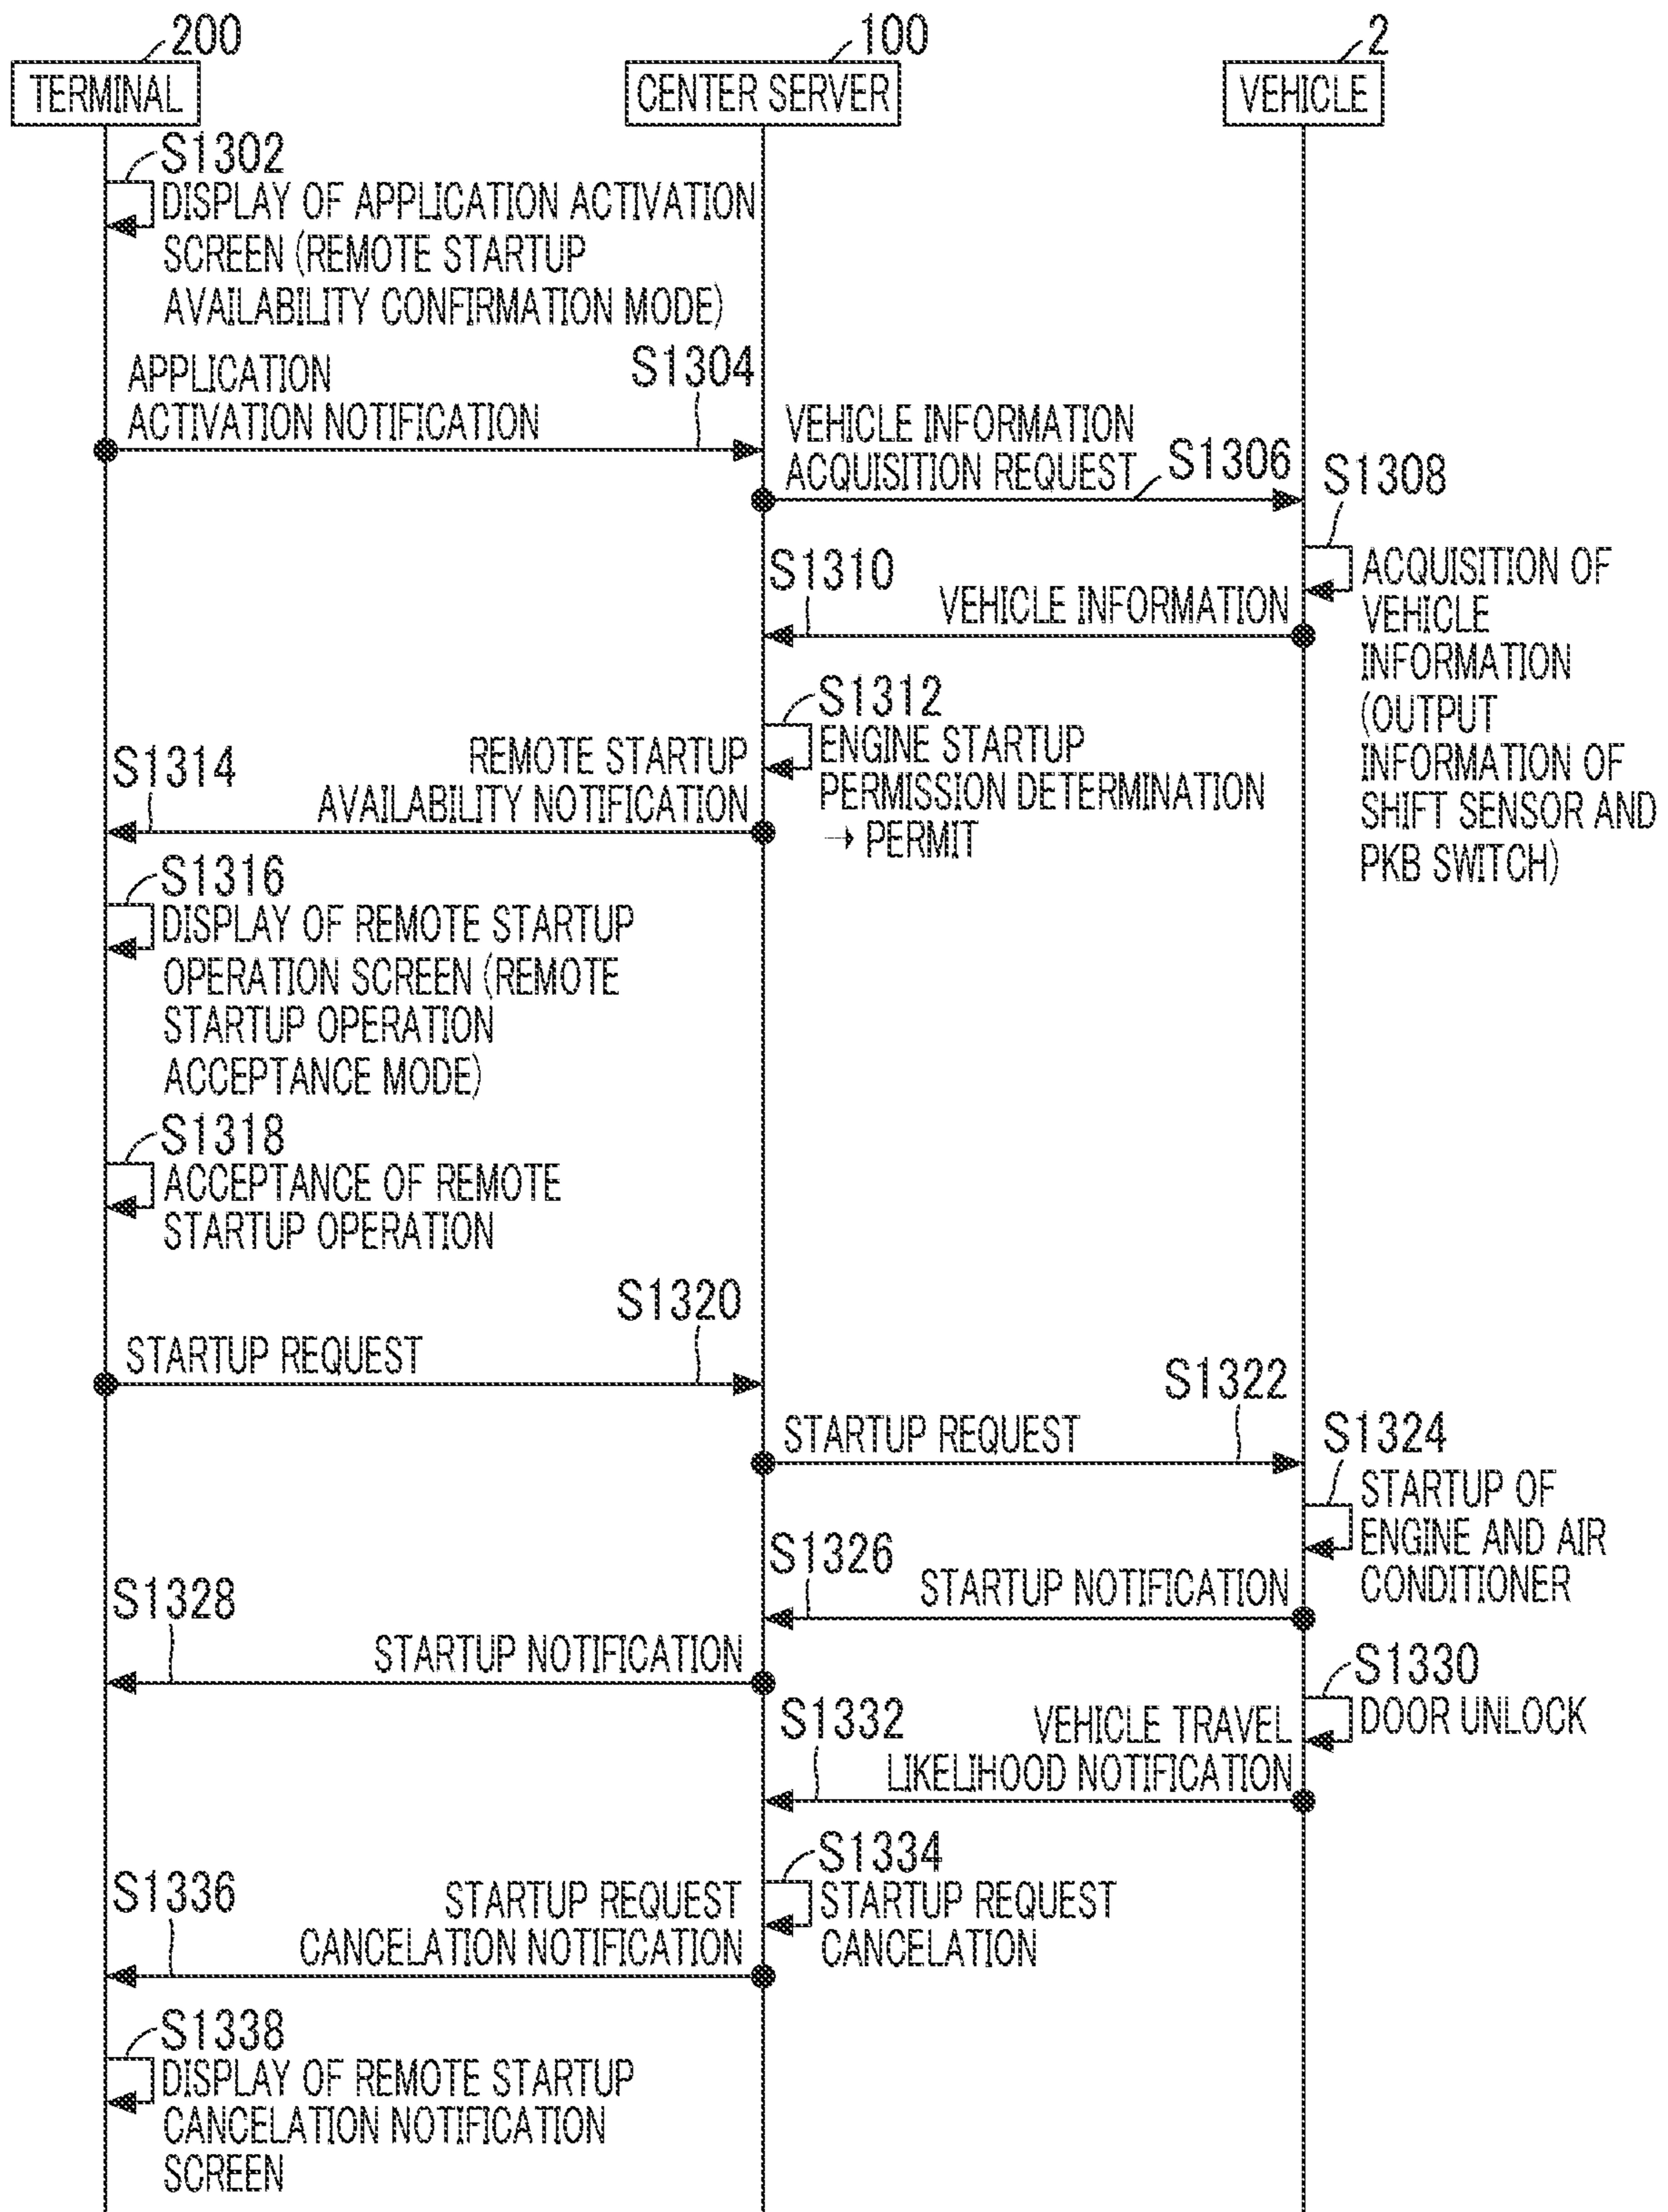 200
100
2
TERMINAL
CENTER SERVER
VEHICLE
S1302
DISPLAY OF APPLICATION ACTIVATION
SCREEN (REMOTE STARTUP
AVAILABILITY CONFIRMATION MODE)
APPLICATION
ACTIVATION NOTIFICATION
S1304
VEHICLE INFORMATION
ACQUISITION REQUEST
S1306
S1308
ACQUISITION OF
VEHICLE
INFORMATION
(OUTPUT
INFORMATION OF
SHIFT SENSOR AND
PKB SWITCH)
S1310
VEHICLE INFORMATION
S1312
ENGINE STARTUP
PERMISSION DETERMINATION
→ PERMIT
S1314
REMOTE STARTUP
AVAILABILITY NOTIFICATION
S1316
DISPLAY OF REMOTE STARTUP
OPERATION SCREEN (REMOTE
STARTUP OPERATION
ACCEPTANCE MODE)
S1318
ACCEPTANCE OF REMOTE
STARTUP OPERATION
S1320
STARTUP REQUEST
S1322
STARTUP REQUEST
S1324
STARTUP OF
ENGINE AND AIR
CONDITIONER
S1326
STARTUP NOTIFICATION
S1328
STARTUP NOTIFICATION
S1330
DOOR UNLOCK
S1332
VEHICLE TRAVEL
LIKELIHOOD NOTIFICATION
S1334
STARTUP REQUEST
CANCELATION
S1336
STARTUP REQUEST
CANCELATION NOTIFICATION
S1338
DISPLAY OF REMOTE STARTUP
CANCELATION NOTIFICATION
SCREEN